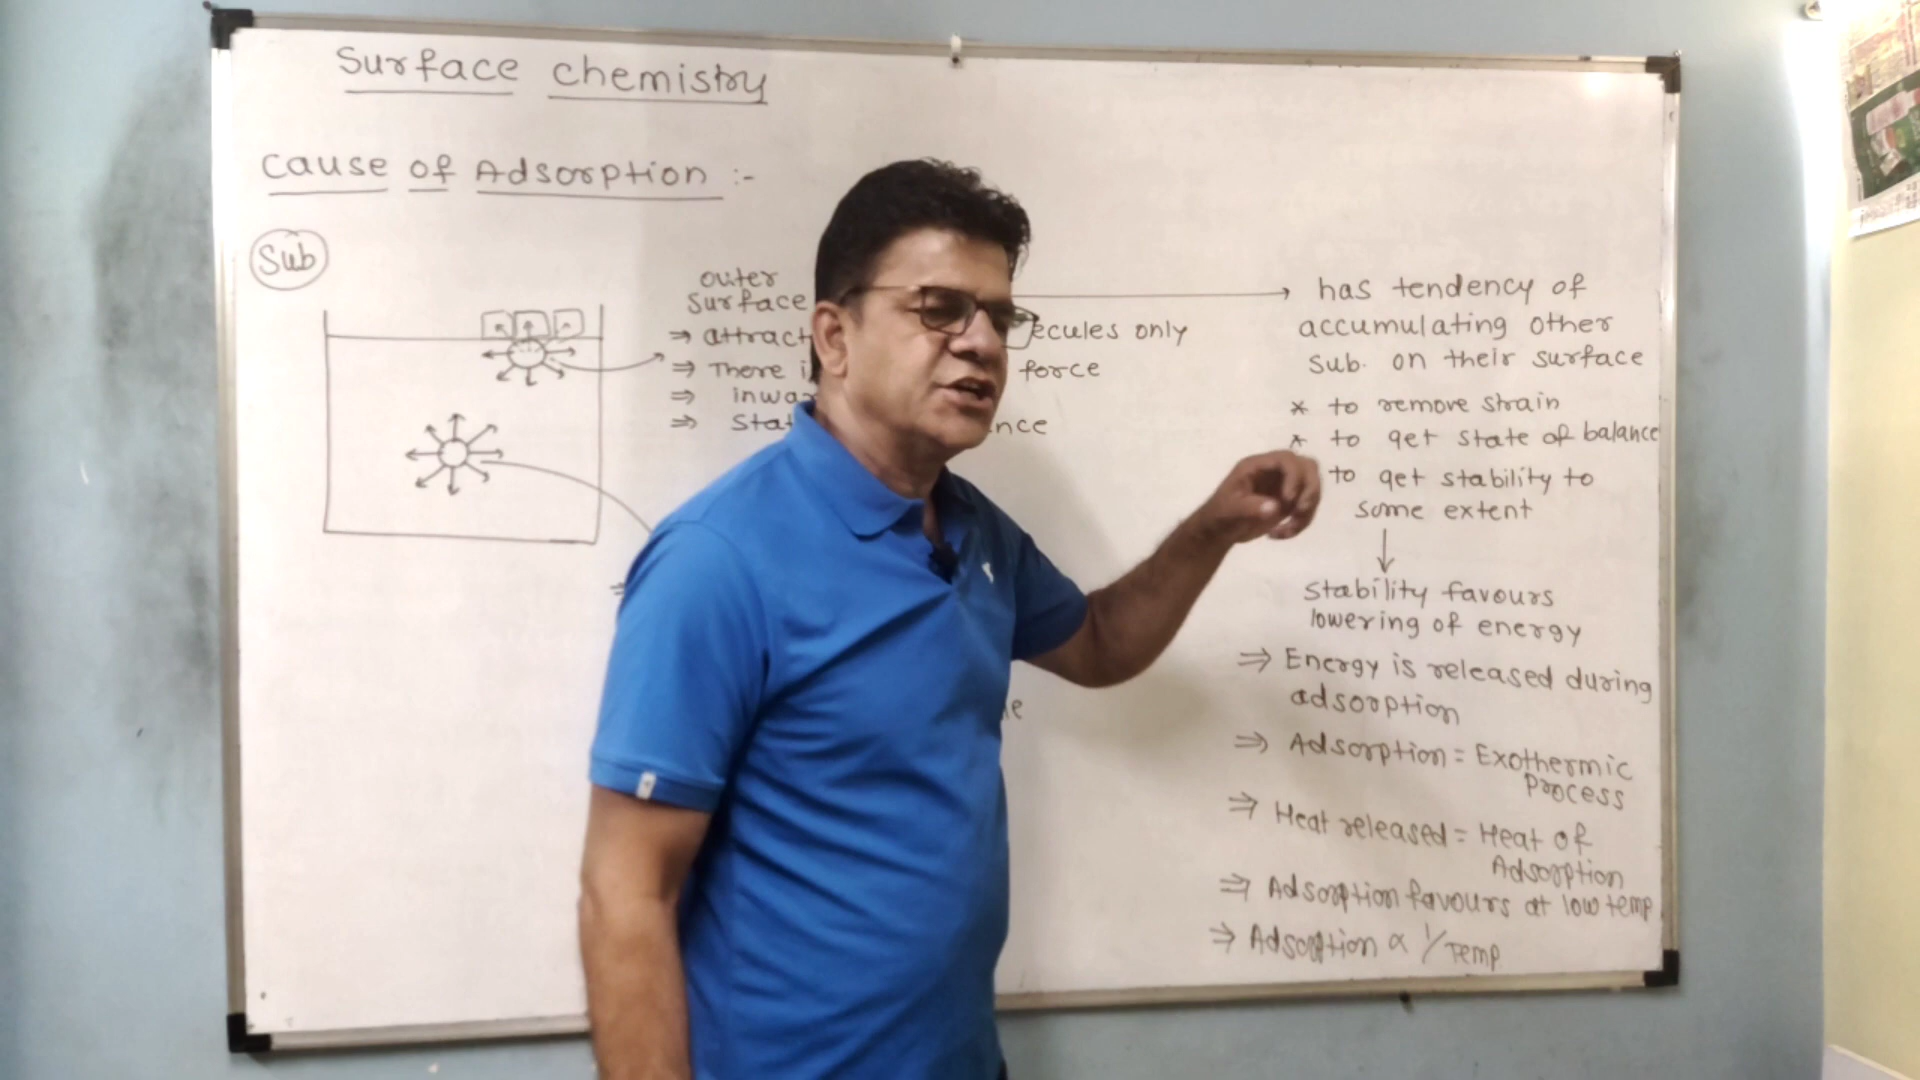 Surface chemistry
Cause of Adsorption :-
Sub
outer
Surface
⇒ attract
ecules only
⇒ There i
force
⇒ inwar
⇒ stat
nce
has tendency of
accumulating other
sub. on their surface
* to remove strain
* to get state of balance
to get stability to
some extent
↓
stability favours
lowering of energy
⇒ Energy is released during
adsorption
⇒ Adsorption = Exothermic
Process
⇒ Heat released = Heat of
Adsorption
⇒ Adsorption favours at low temp
⇒ Adsorption ∝ 1/Temp